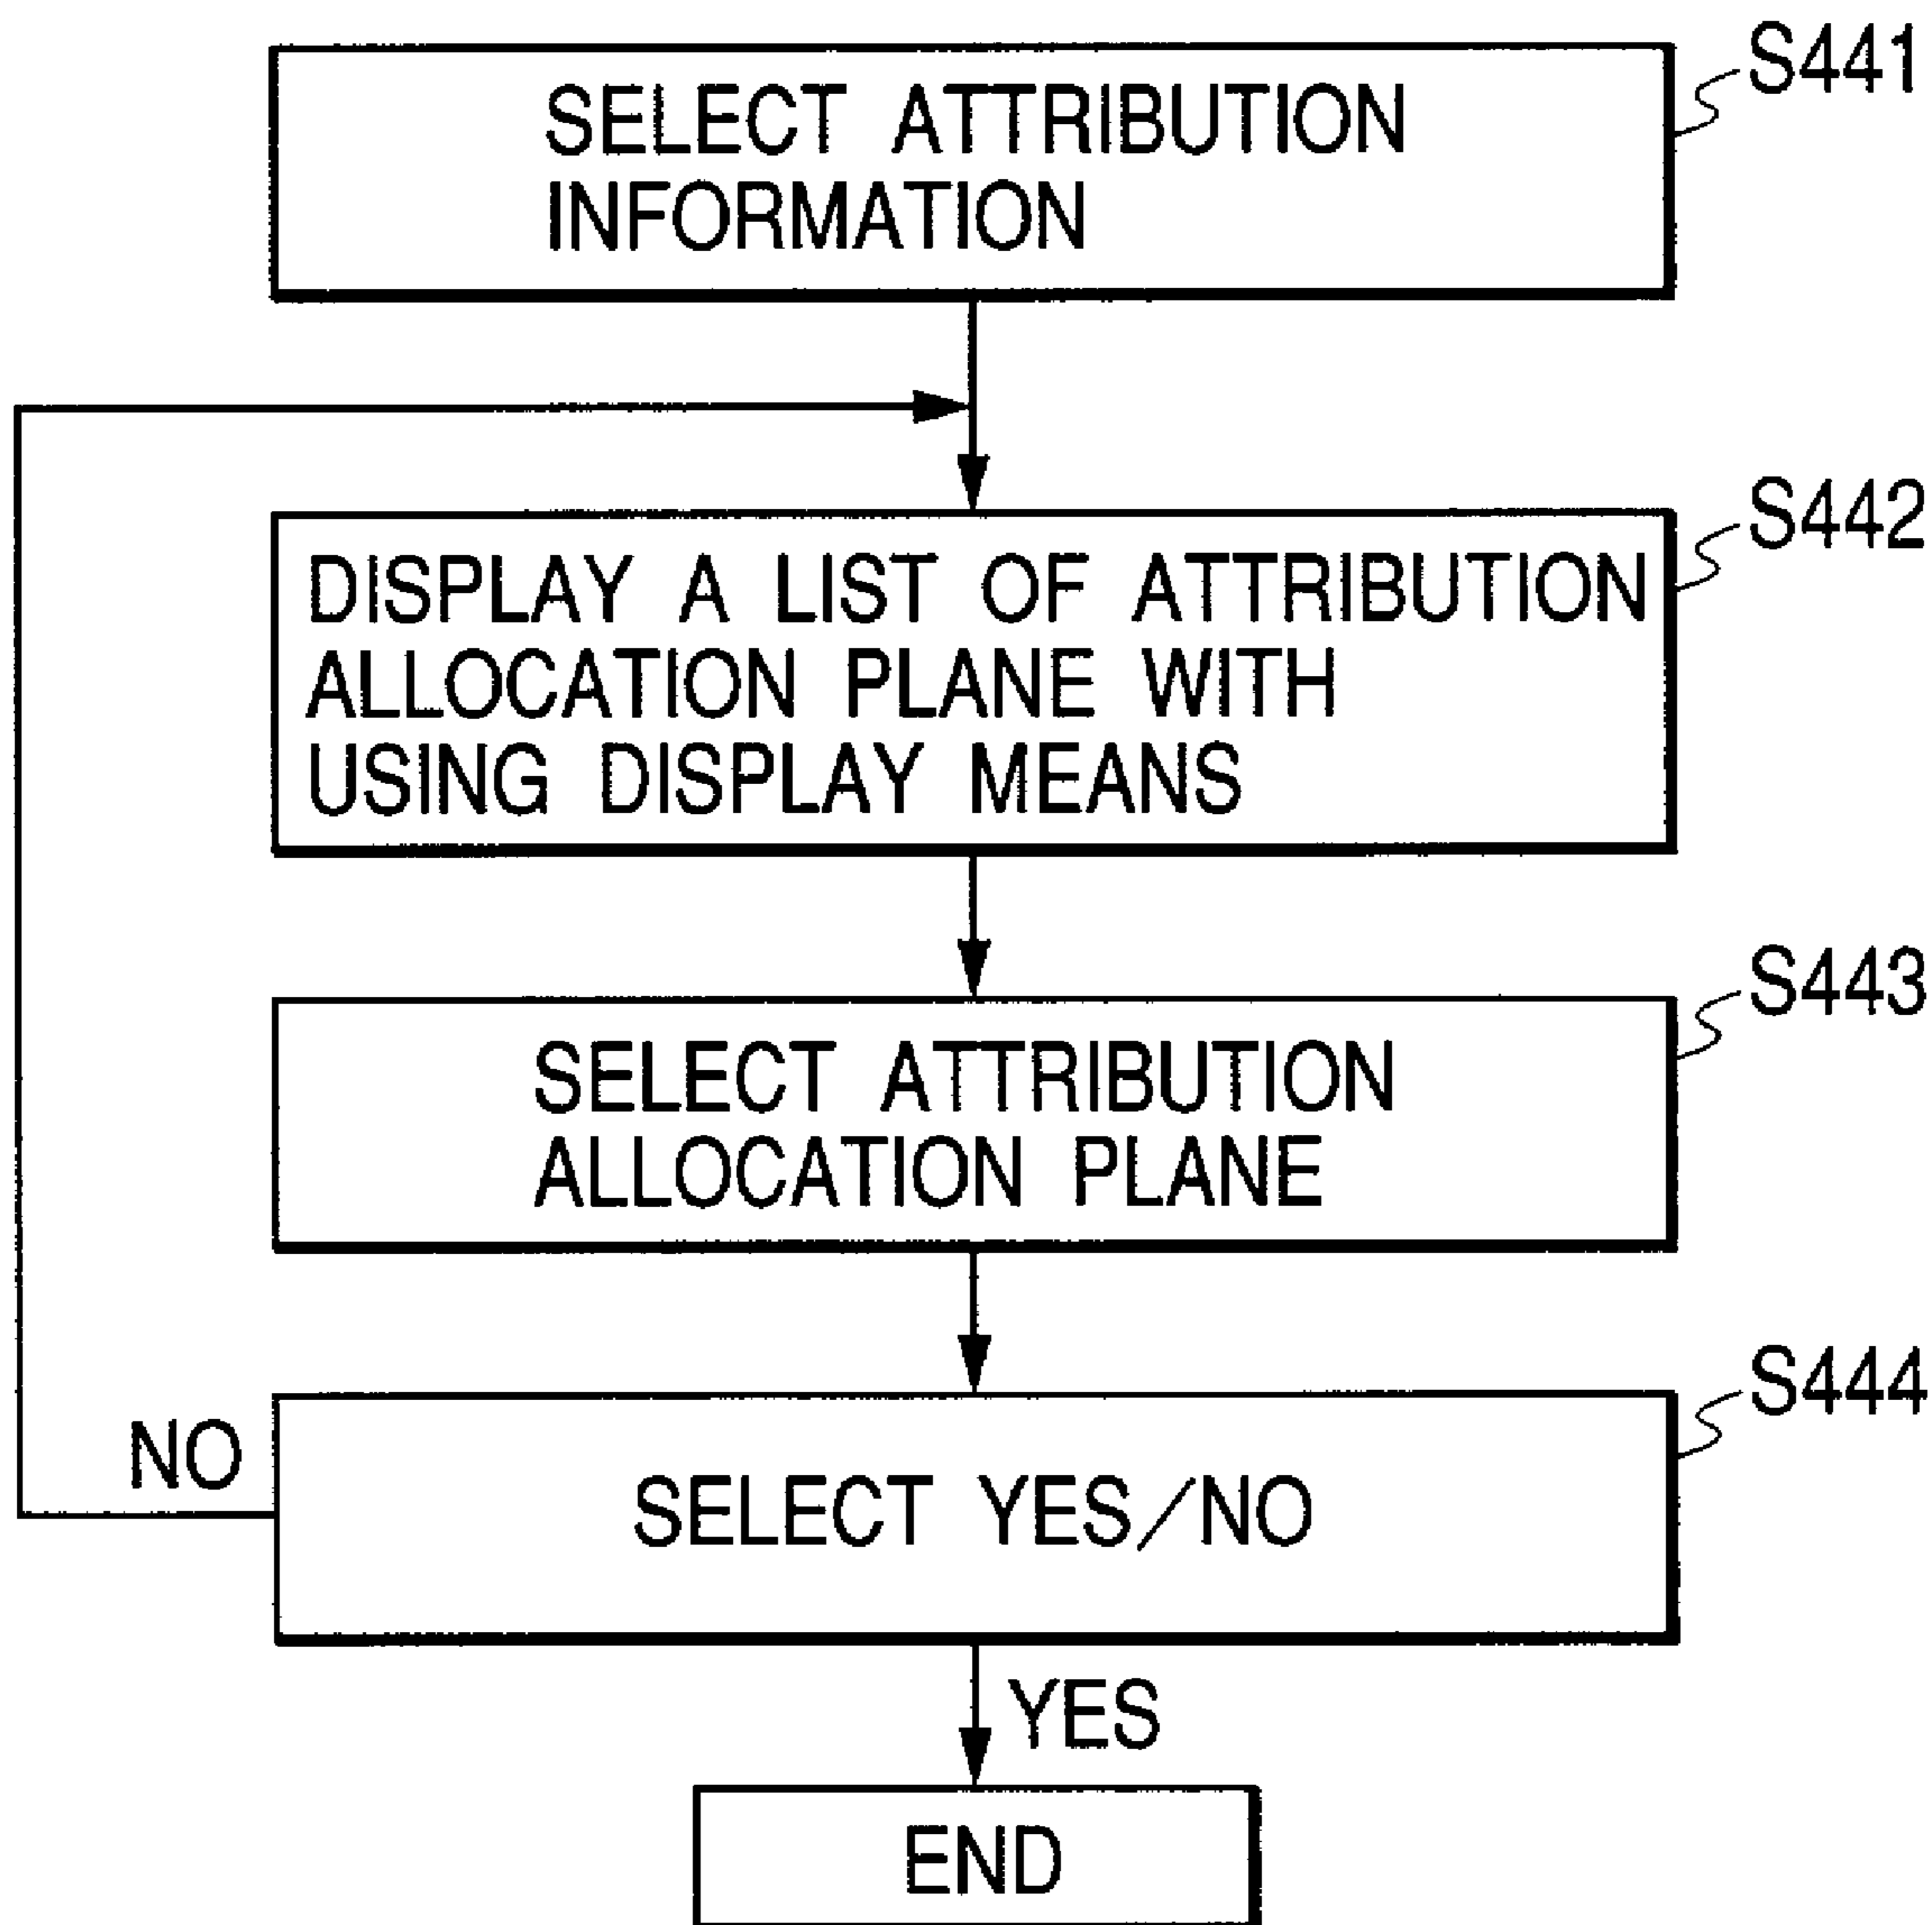 S441
SELECT ATTRIBUTION
INFORMATION
S442
DISPLAY A LIST OF ATTRIBUTION
ALLOCATION PLANE WITH
USING DISPLAY MEANS
S443
SELECT ATTRIBUTION
ALLOCATION PLANE
S444
NO
SELECT YES/NO
YES
END